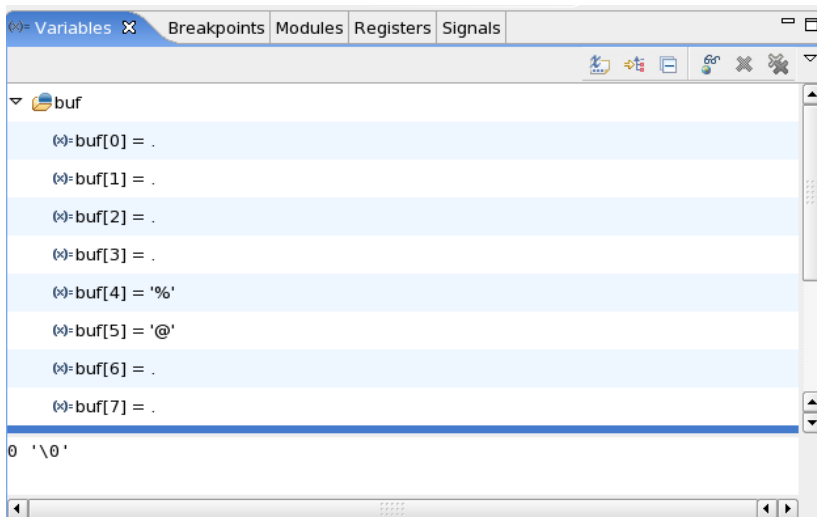 (x)= Variables Breakpoints Modules Registers Signals
buf
(x)= buf[0] = .
(x)= buf[1] = .
(x)= buf[2] = .
(x)= buf[3] = .
(x)= buf[4] = '%'
(x)= buf[5] = '@'
(x)= buf[6] = .
(x)= buf[7] = .
0 '\0'